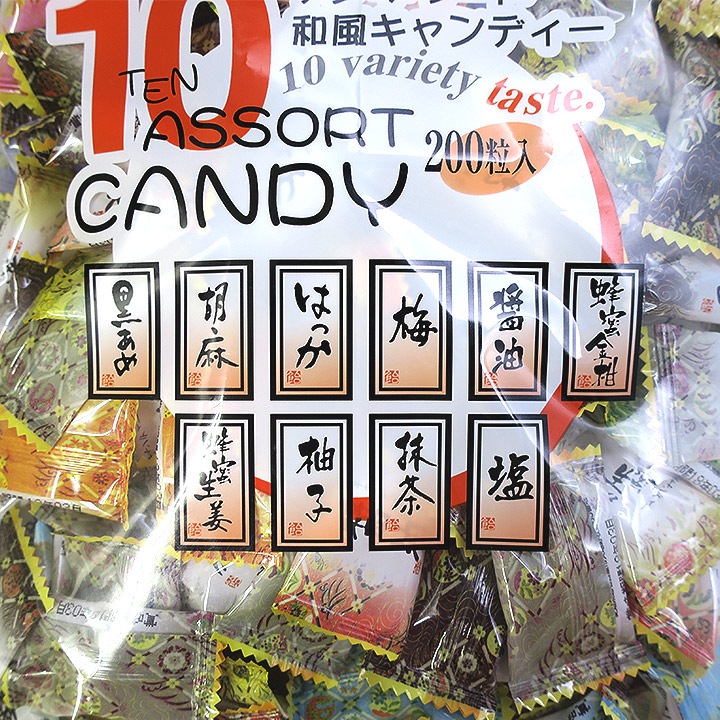 10
和風キャンディー
10 variety taste.
TEN
ASSORT
CANDY
200粒入
黒あめ
胡麻
はっか
梅
醤油
蜂蜜金柑
蜂蜜生姜
柚子
抹茶
塩